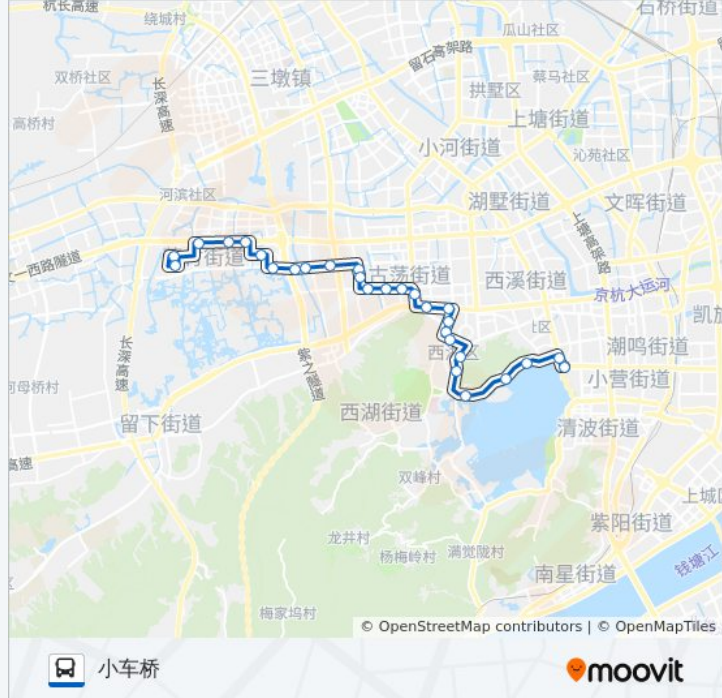 杭长高速
绕城村
石桥街道
瓜山社区
留石高架路
双桥社区
三墩镇
蔡马社区
拱墅区
长深高速
上塘街道
高桥村
小河街道
沁苑社区
河滨社区
湖墅街道
文晖街道
上塘高架路
文一西路隧道
街道
古荡街道
西溪街道
京杭大运河
凯旋
社区
潮鸣街道
长深高速
紫之隧道
西湖区
小营街道
河母桥村
西湖街道
留下街道
清波街道
高速
双峰村
上城区
紫阳街道
龙井村
杨梅岭村
满觉陇村
钱塘江
南星街道
区
梅家坞村
© OpenStreetMap contributors | © OpenMapTiles
小车桥
moovit